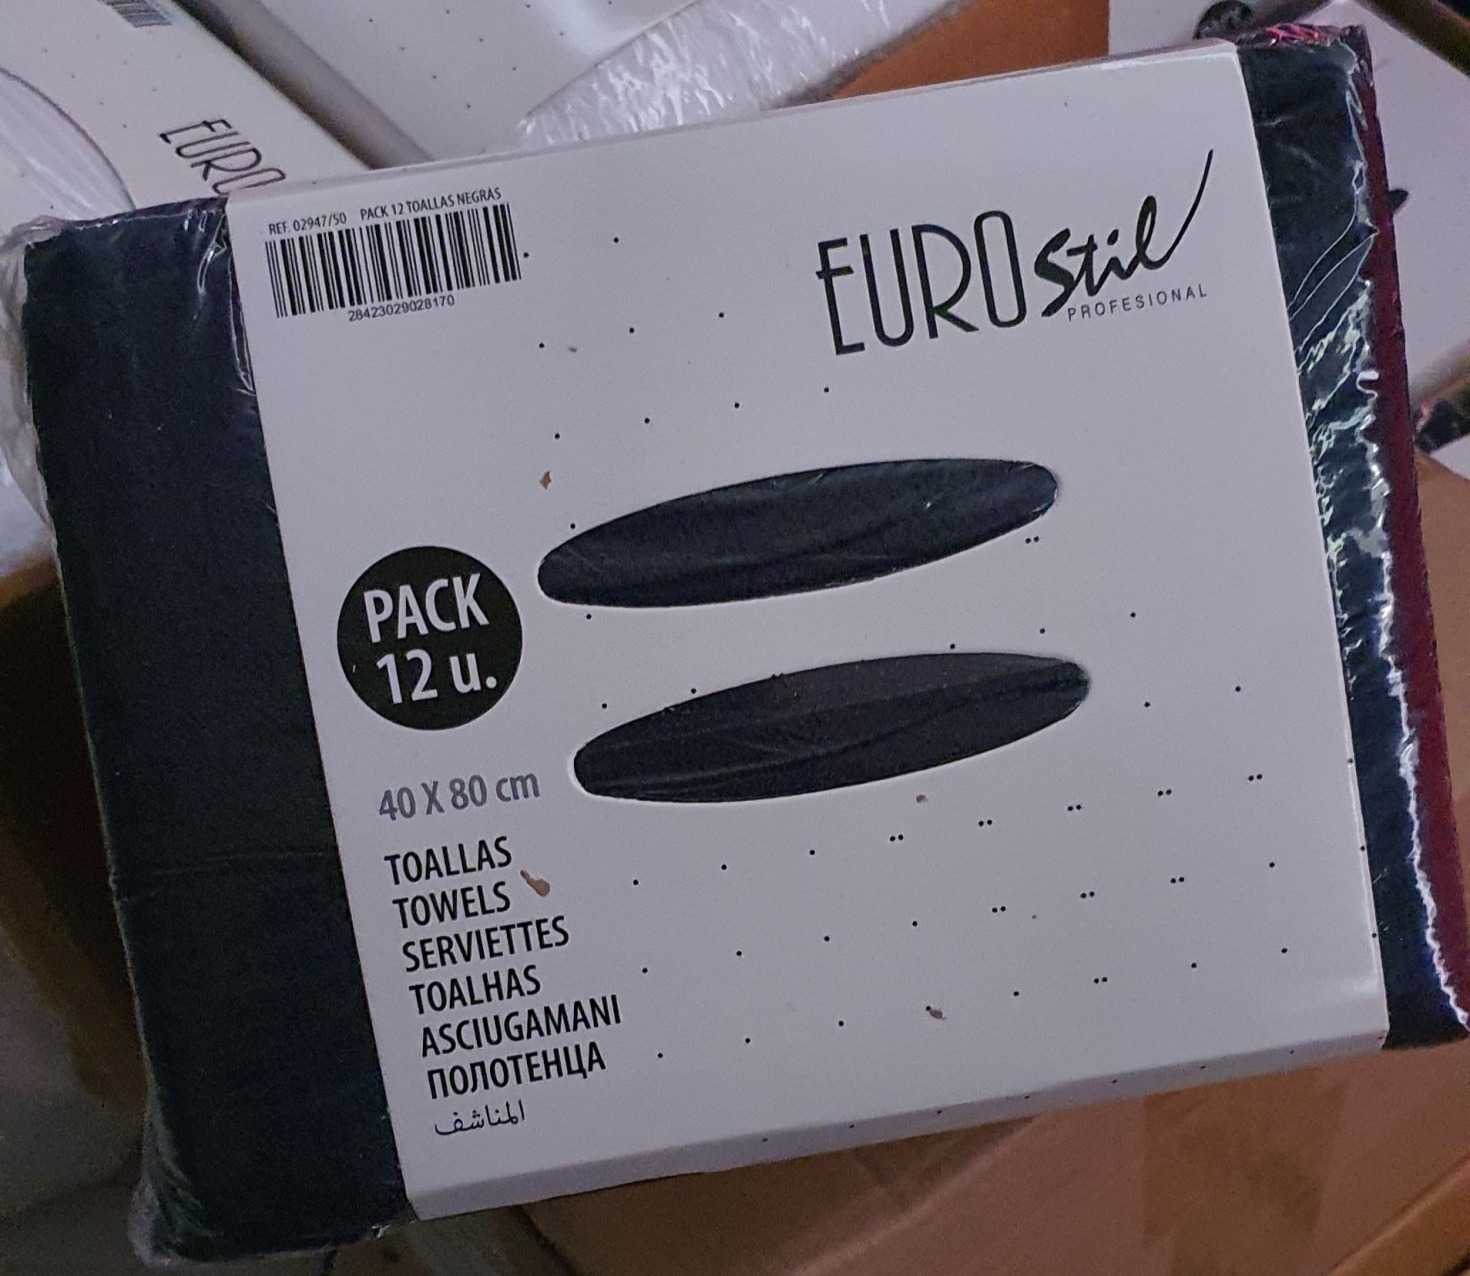 EURO
REF. 02947/50 PACK 12 TOALLAS NEGRAS
28423029028170
EUROStil
PROFESIONAL
PACK
12 u.
40 X 80 cm
TOALLAS
TOWELS
SERVIETTES
TOALHAS
ASCIUGAMANI
ПОЛОТЕНЦА
المناشف